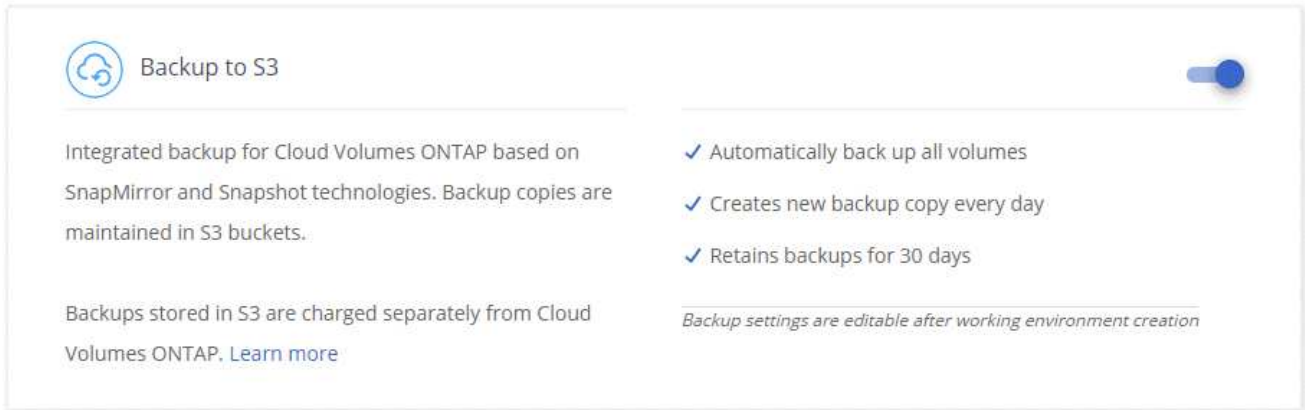 Backup to S3
Integrated backup for Cloud Volumes ONTAP based on
SnapMirror and Snapshot technologies. Backup copies are
maintained in S3 buckets.
Backups stored in S3 are charged separately from Cloud
Volumes ONTAP. Learn more
Automatically back up all volumes
Creates new backup copy every day
Retains backups for 30 days
Backup settings are editable after working environment creation